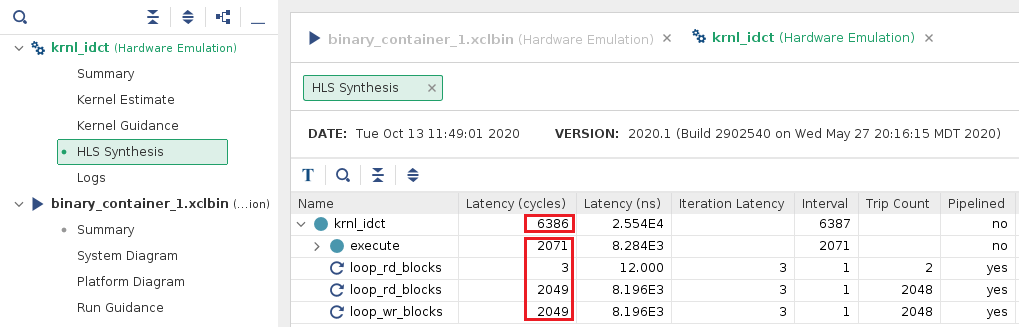 krnl_idct (Hardware Emulation)
Summary
Kernel Estimate
Kernel Guidance
HLS Synthesis
Logs
binary_container_1.xclbin (...ion)
Summary
System Diagram
Platform Diagram
Run Guidance
binary_container_1.xclbin (Hardware Emulation) × krnl_idct (Hardware Emulation) ×
HLS Synthesis ×
DATE: Tue Oct 13 11:49:01 2020 VERSION: 2020.1 (Build 2902540 on Wed May 27 20:16:15 MDT 2020)
T
Name Latency (cycles) Latency (ns) Iteration Latency Interval Trip Count Pipelined
krnl_idct 6386 2.554E4 6387 no
execute 2071 8.284E3 2071 no
loop_rd_blocks 3 12.000 3 1 2 yes
loop_rd_blocks 2049 8.196E3 3 1 2048 yes
loop_wr_blocks 2049 8.196E3 3 1 2048 yes